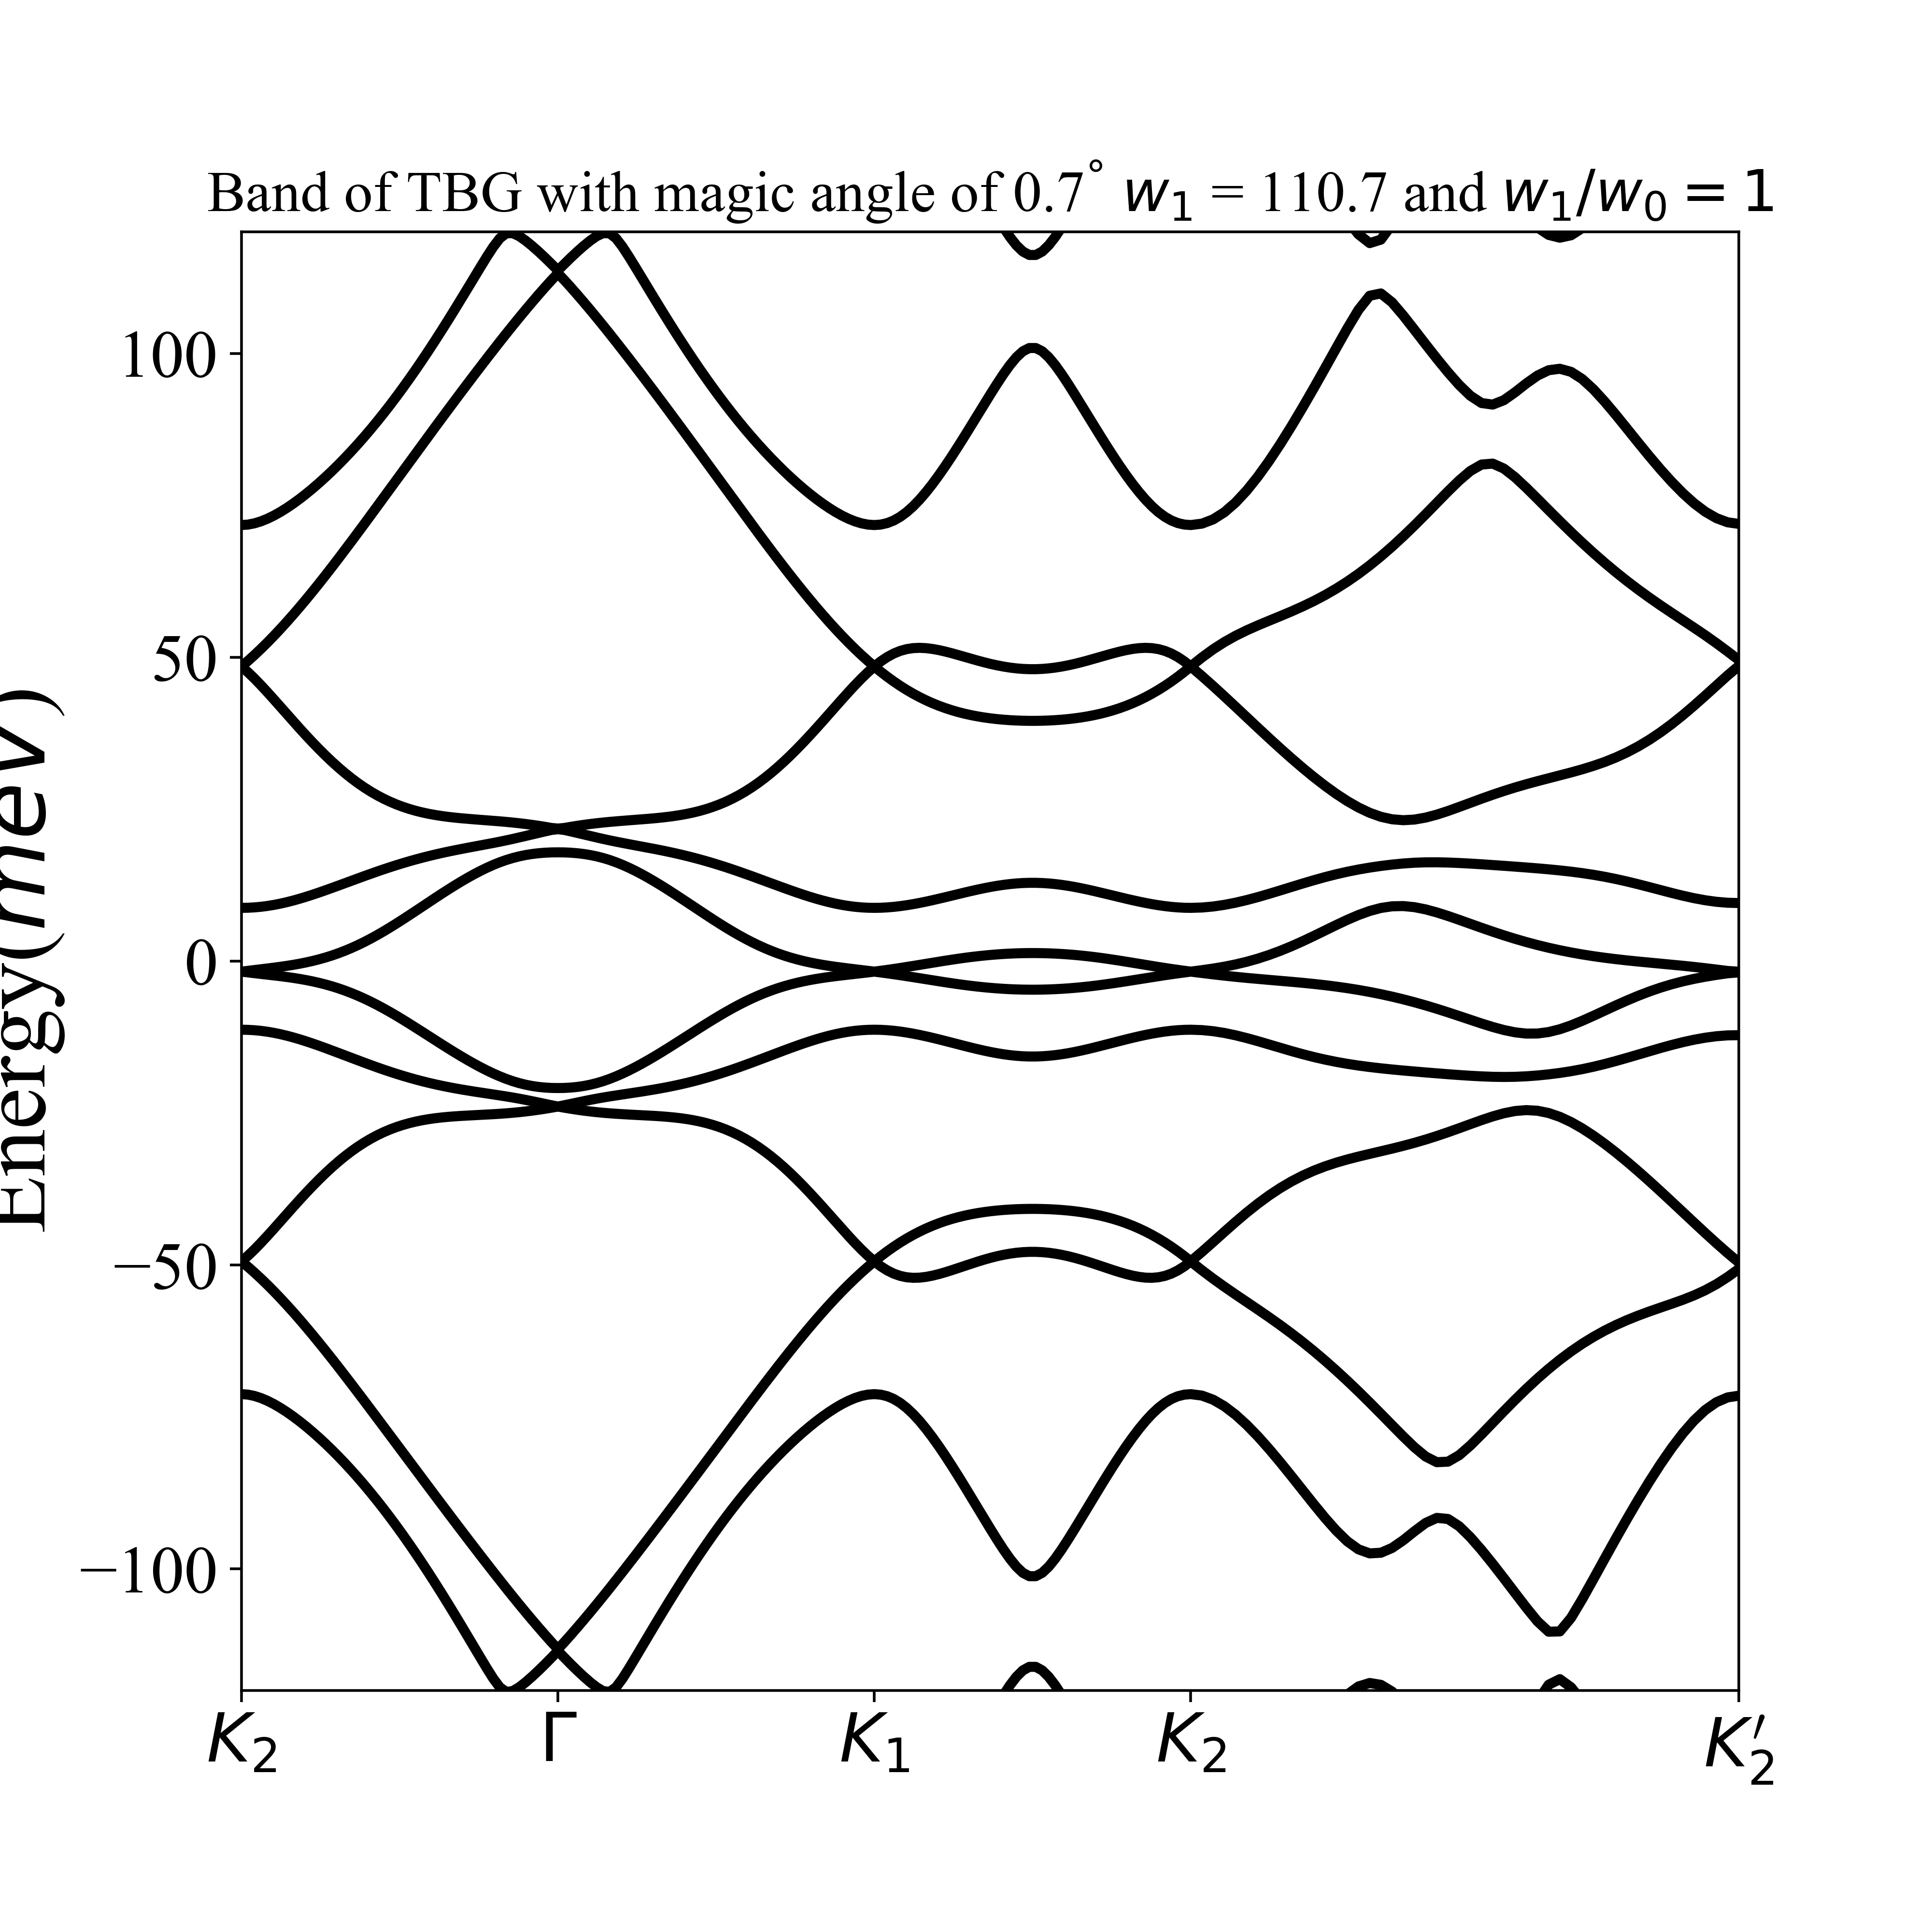 Band of TBG with magic angle of 0.7° w₁ = 110.7 and w₁/w₀ = 1
Energy(meV)
100
50
0
−50
−100
K₂ Γ K₁ K₂ K₂′